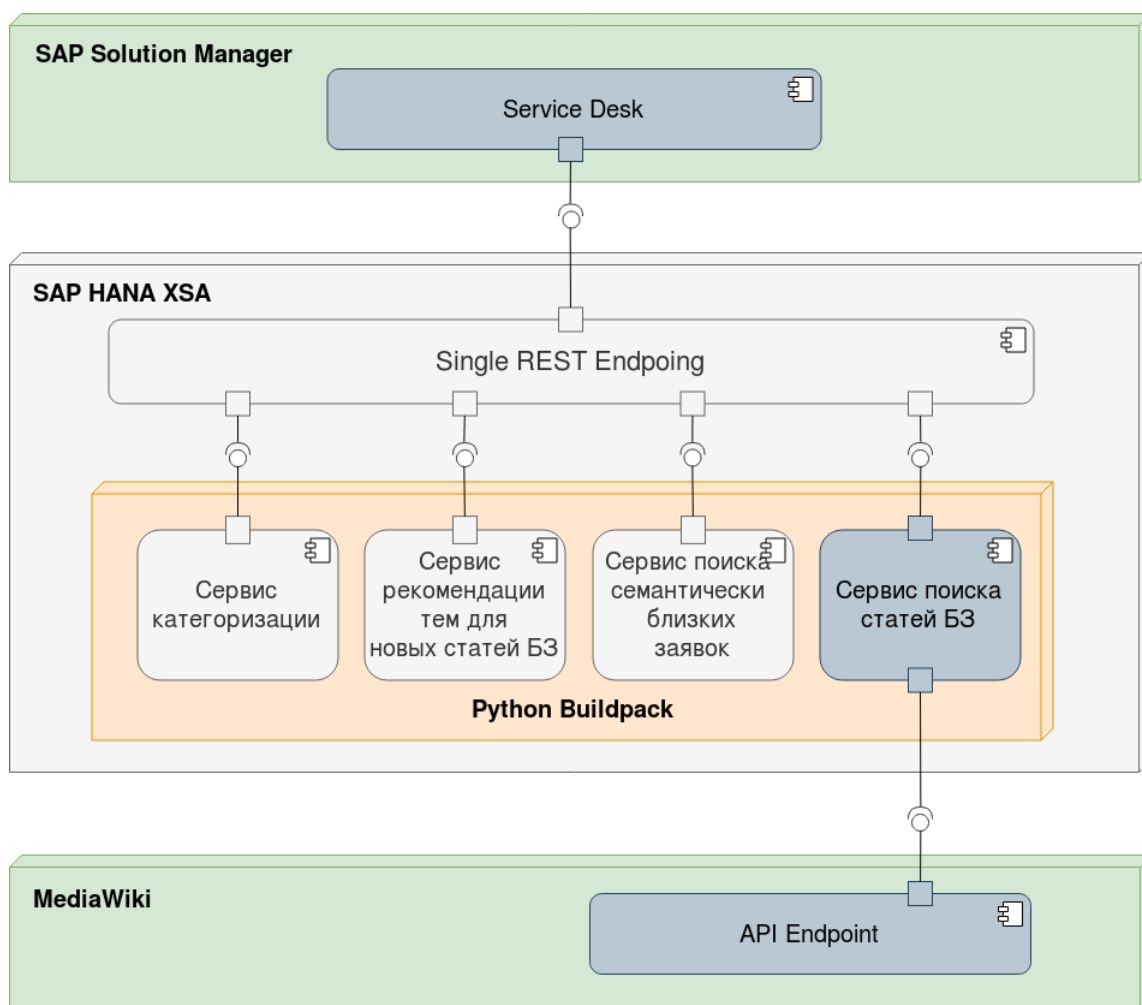 SAP Solution Manager
Service Desk
SAP HANA XSA
Single REST Endpoing
Сервис
категоризации
Сервис
рекомендации
тем для
новых статей БЗ
Сервис поиска
семантически
близких
заявок
Сервис поиска
статей БЗ
Python Buildpack
MediaWiki
API Endpoint